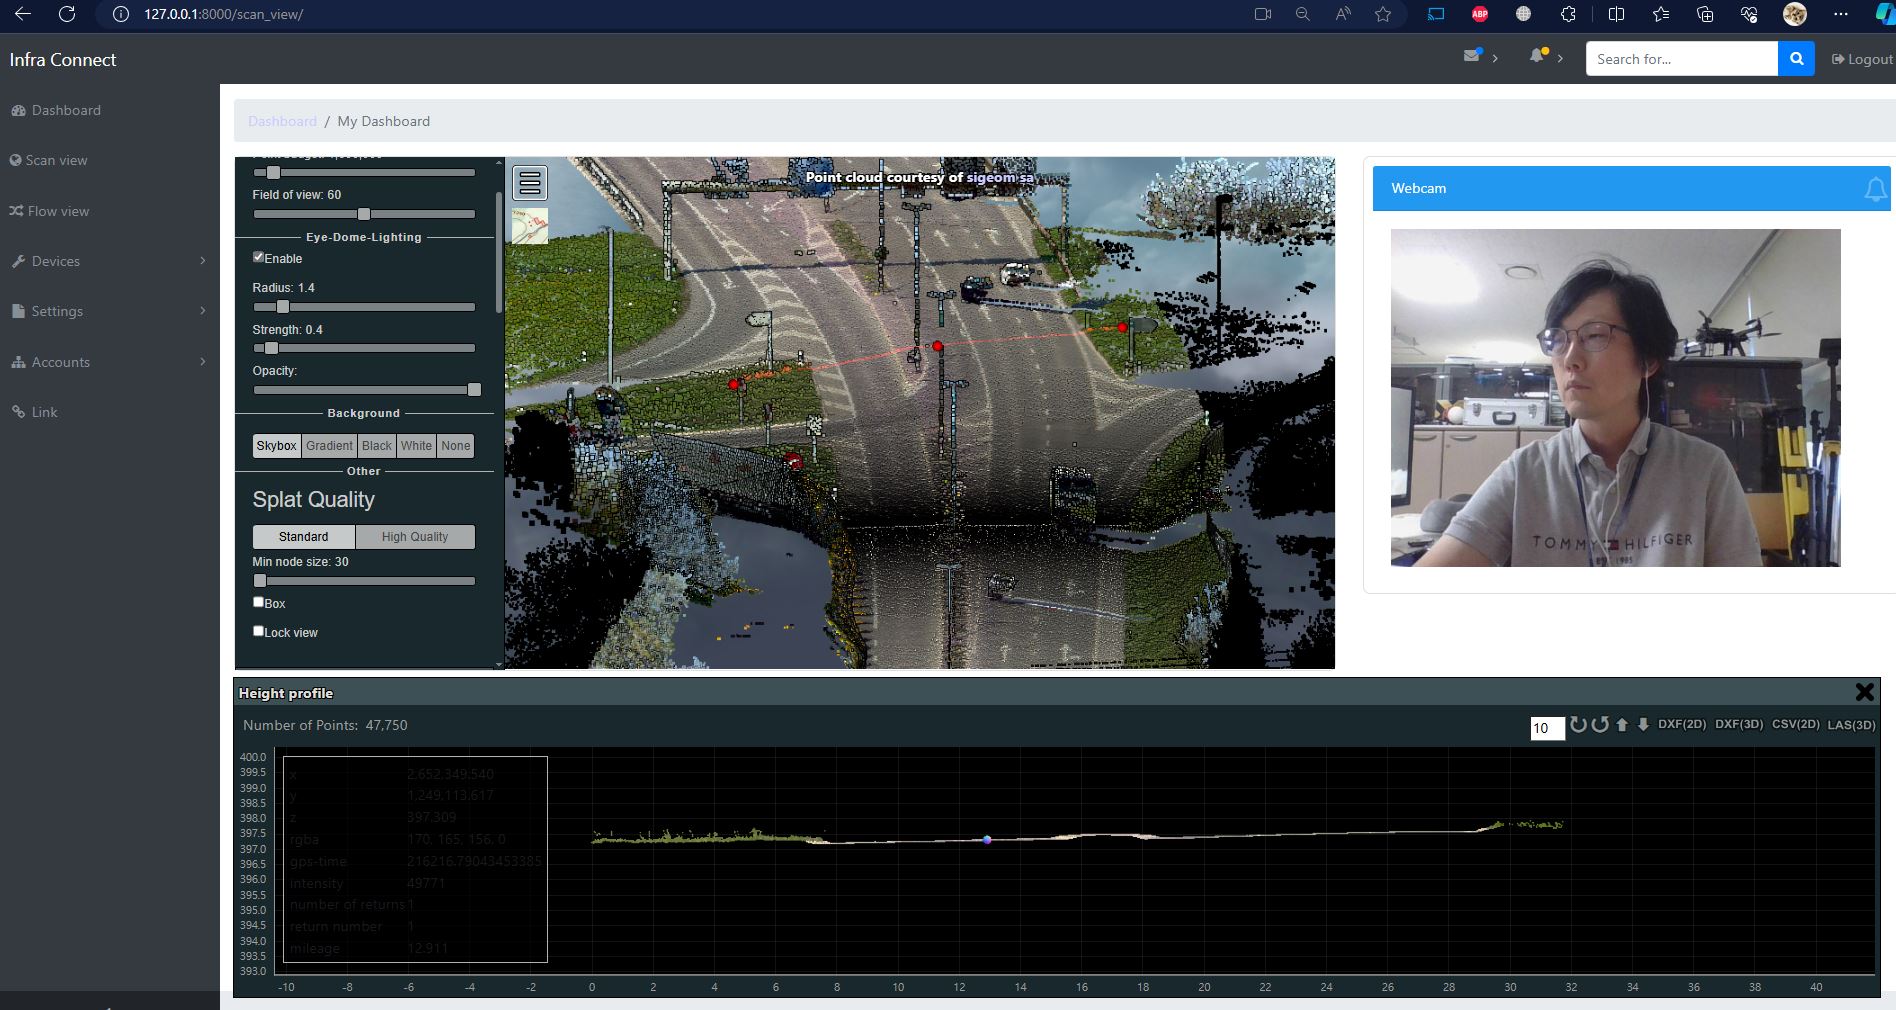 127.0.0.1:8000/scan_view/
ABP
Infra Connect
Search for...
Logout
Dashboard
Scan view
Flow view
Devices
Settings
Accounts
Link
Dashboard / My Dashboard
Field of view: 60
Eye-Dome-Lighting
Enable
Radius: 1.4
Strength: 0.4
Opacity:
Background
Skybox Gradient Black White None
Other
Splat Quality
Standard High Quality
Min node size: 30
Box
Lock view
Point cloud courtesy of sigeom sa
Webcam
TOMMY HILFIGER
EST. 1985
Height profile
Number of Points: 47,750
10 DXF(2D) DXF(3D) CSV(2D) LAS(3D)
400.0
399.5
399.0
398.5
398.0
397.5
397.0
396.5
396.0
395.5
395.0
394.5
394.0
393.5
393.0
x 2,652,349.540
y 1,249,113.617
z 397.309
rgba 170, 165, 156, 0
gps-time 216216.79043453385
intensity 49771
number of returns 1
return number 1
mileage 12.911
-10 -8 -6 -4 -2 0 2 4 6 8 10 12 14 16 18 20 22 24 26 28 30 32 34 36 38 40